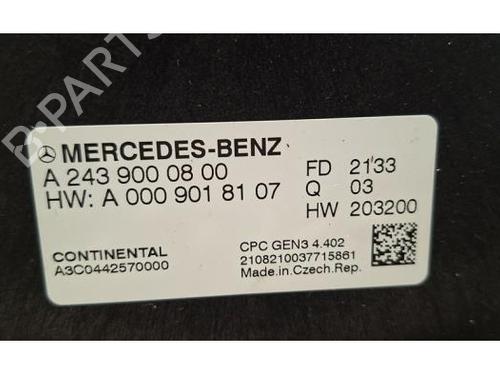 B-PARTS
MERCEDES-BENZ
A 243 900 08 00
HW: A 000 901 81 07
FD 21'33
Q 03
HW 203200
CONTINENTAL
A3C0442570000
CPC GEN3 4.402
2108210037715861
Made.in.Czech.Rep.